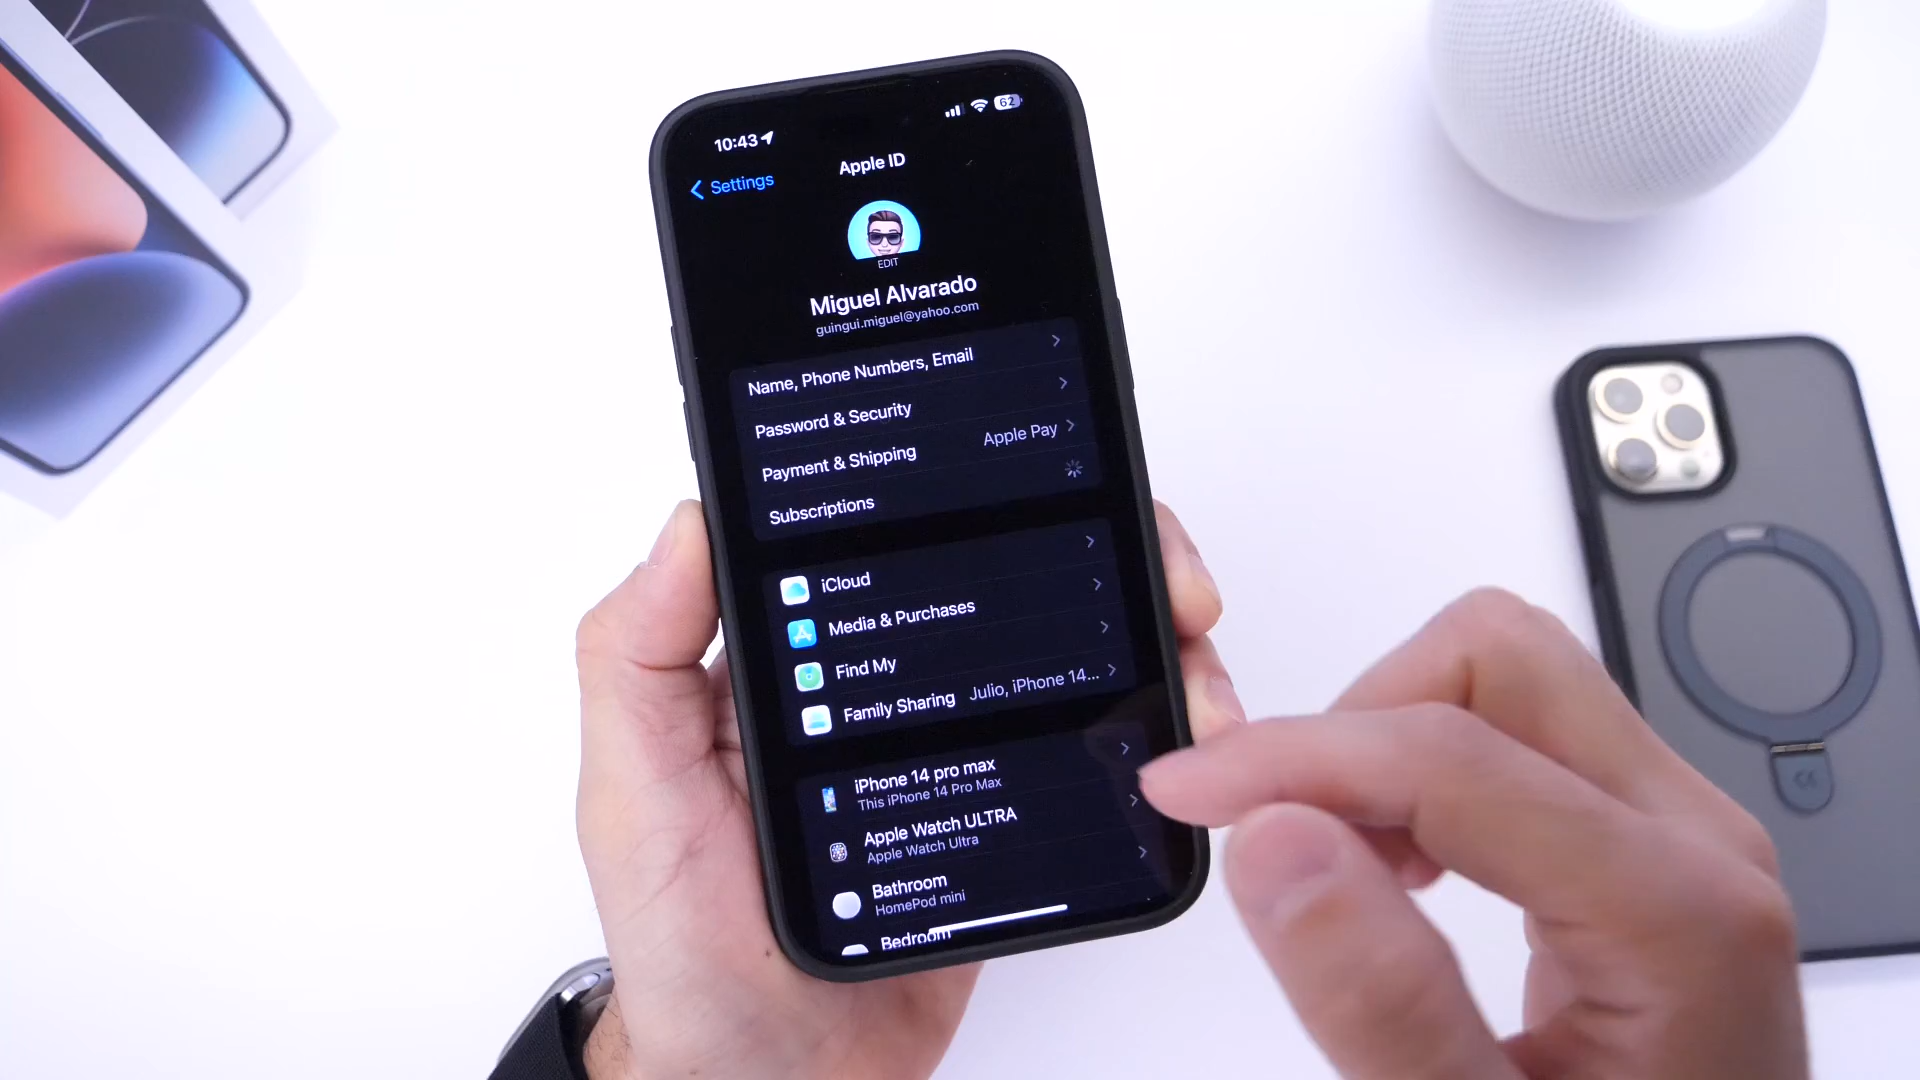 10:43
62
Settings
Apple ID
EDIT
Miguel Alvarado
guingui.miguel@yahoo.com
Name, Phone Numbers, Email
Password & Security
Payment & Shipping Apple Pay
Subscriptions
iCloud
Media & Purchases
Find My
Family Sharing Julio, iPhone 14...
iPhone 14 pro max
This iPhone 14 Pro Max
Apple Watch ULTRA
Apple Watch Ultra
Bathroom
HomePod mini
Bedroom